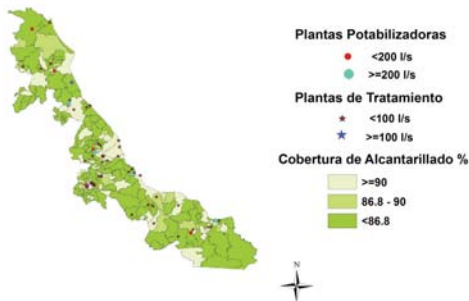 Plantas Potabilizadoras
<200 l/s
>=200 l/s
Plantas de Tratamiento
<100 l/s
>=100 l/s
Cobertura de Alcantarillado %
>=90
86.8 - 90
<86.8
N